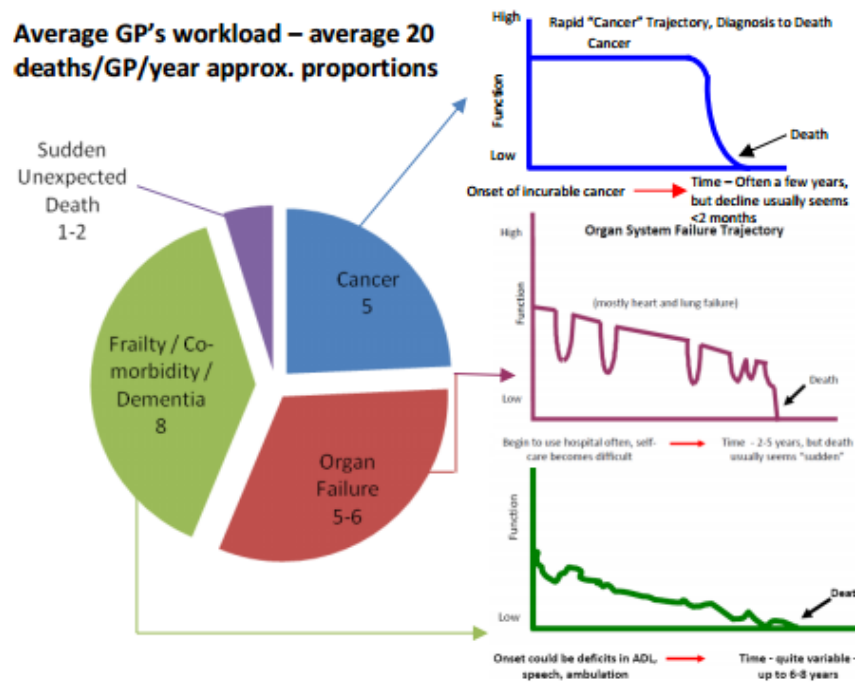 Average GP's workload – average 20
deaths/GP/year approx. proportions
Sudden
Unexpected
Death
1-2
Cancer
5
Frailty / Co-
morbidity /
Dementia
8
Organ
Failure
5-6
High
Rapid "Cancer" Trajectory, Diagnosis to Death
Cancer
Function
Death
Low
Onset of incurable cancer
Time – Often a few years,
but decline usually seems
<2 months
Organ System Failure Trajectory
High
(mostly heart and lung failure)
Function
Death
Low
Begin to use hospital often, self-
care becomes difficult
Time - 2-5 years, but death
usually seems "sudden"
Function
Death
Low
Onset could be deficits in ADL,
speech, ambulation
Time - quite variable -
up to 6-8 years